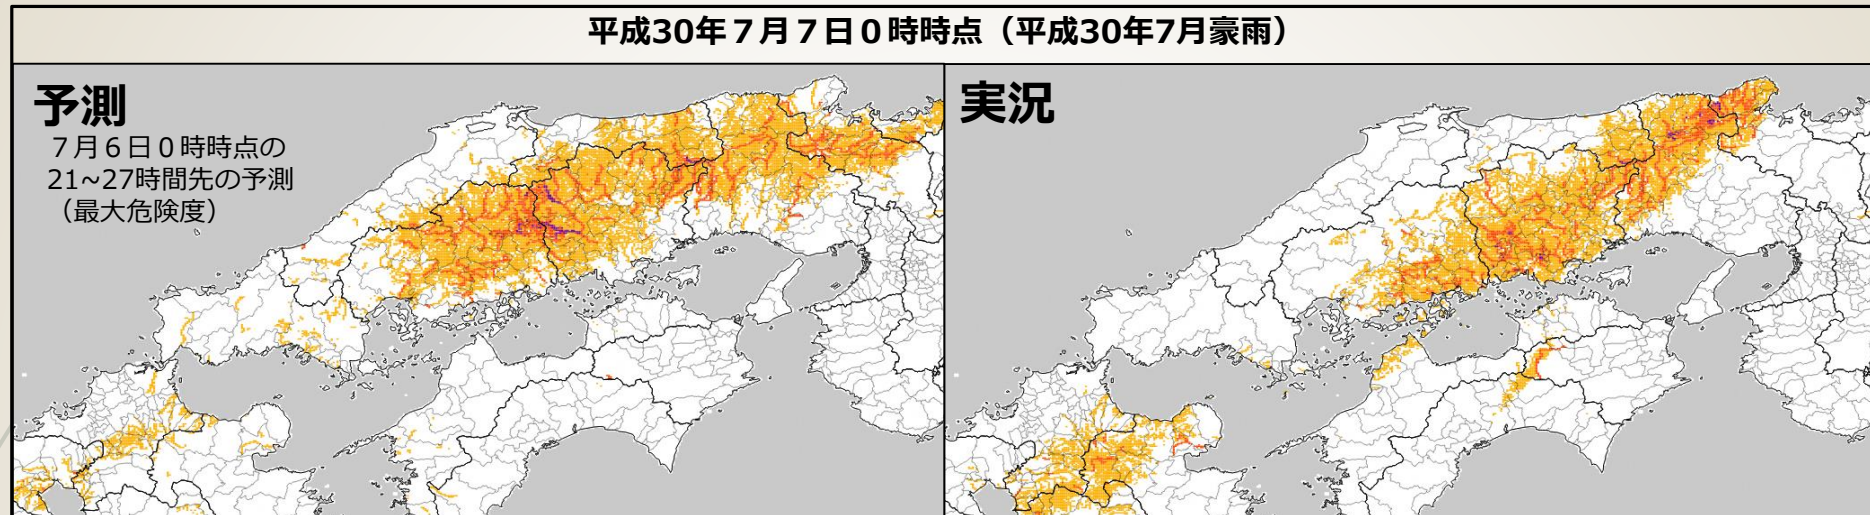 平成30年７月７日０時時点（平成30年7月豪雨）
予測
７月６日０時時点の
21~27時間先の予測
（最大危険度）
実況